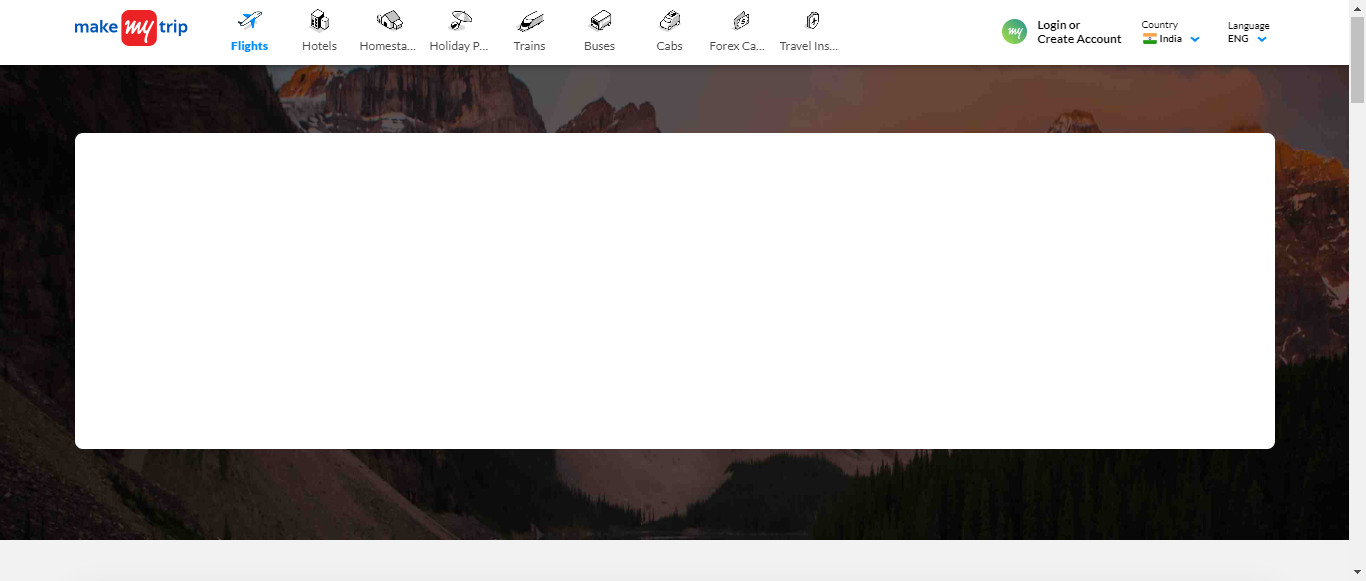 make my trip
Flights
Hotels
Homesta...
Holiday P...
Trains
Buses
Cabs
Forex Ca...
Travel Ins...
my
Login or
Create Account
Country
India
Language
ENG